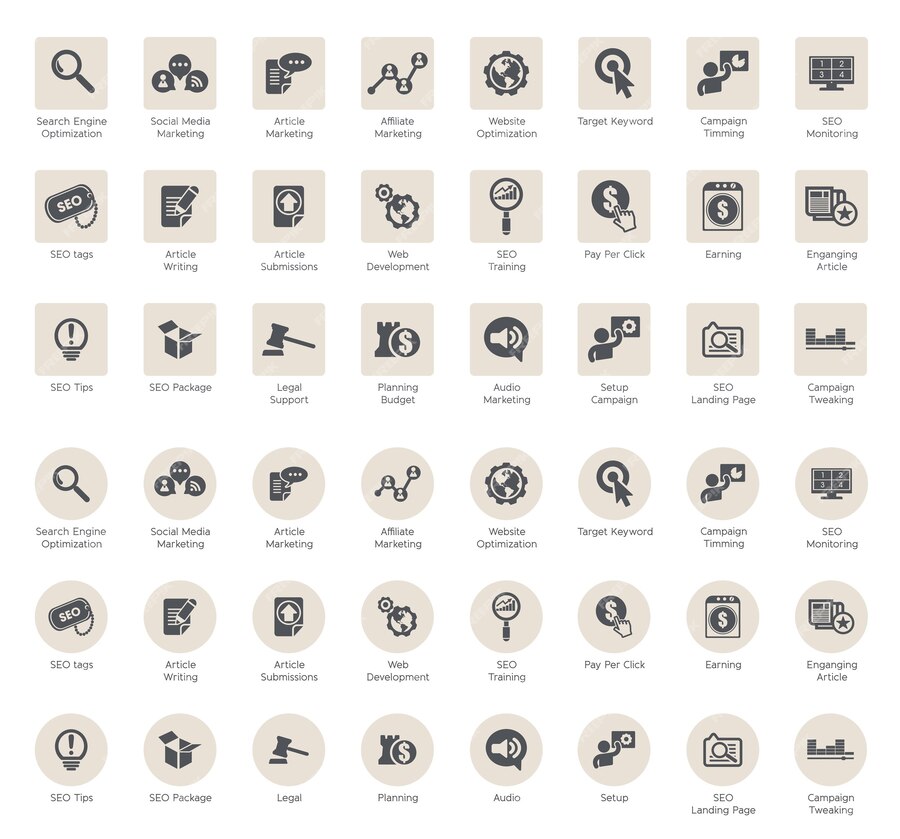 Search Engine Optimization
Social Media Marketing
Article Marketing
Affiliate Marketing
Website Optimization
Target Keyword
Campaign Timming
1 2
3 4
SEO Monitoring
SEO
SEO tags
Article Writing
Article Submissions
Web Development
SEO Training
$
Pay Per Click
$
Earning
Enganging Article
!
SEO Tips
SEO Package
Legal Support
$
Planning Budget
Audio Marketing
Setup Campaign
SEO Landing Page
Campaign Tweaking
Search Engine Optimization
Social Media Marketing
Article Marketing
Affiliate Marketing
Website Optimization
Target Keyword
Campaign Timming
1 2
3 4
SEO Monitoring
SEO
SEO tags
Article Writing
Article Submissions
Web Development
SEO Training
$
Pay Per Click
$
Earning
Enganging Article
!
SEO Tips
SEO Package
Legal
$
Planning
Audio
Setup
SEO Landing Page
Campaign Tweaking